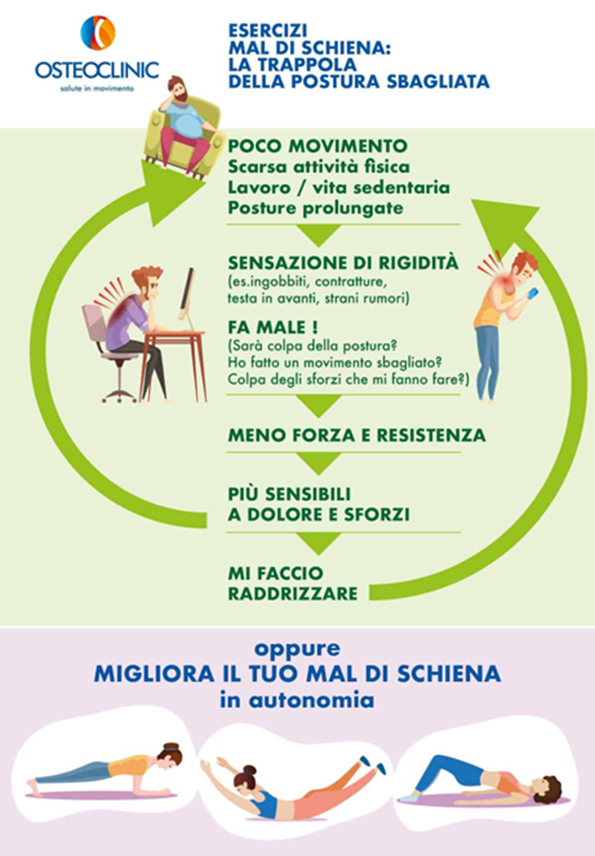 OSTEOCLINIC
salute in movimento
ESERCIZI
MAL DI SCHIENA:
LA TRAPPOLA
DELLA POSTURA SBAGLIATA
POCO MOVIMENTO
Scarsa attività fisica
Lavoro / vita sedentaria
Posture prolungate
SENSAZIONE DI RIGIDITÀ
(es.ingobbiti, contratture,
testa in avanti, strani rumori)
FA MALE !
(Sarà colpa della postura?
Ho fatto un movimento sbagliato?
Colpa degli sforzi che mi fanno fare?)
MENO FORZA E RESISTENZA
PIÙ SENSIBILI
A DOLORE E SFORZI
MI FACCIO
RADDRIZZARE
oppure
MIGLIORA IL TUO MAL DI SCHIENA
in autonomia